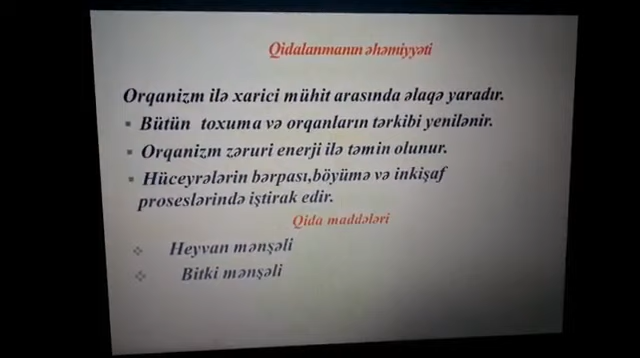 Qidalanmanın əhəmiyyəti
Orqanizm ilə xarici mühit arasında əlaqə yaradır.
▪ Bütün toxuma və orqanların tərkibi yenilənir.
▪ Orqanizm zəruri enerji ilə təmin olunur.
▪ Hüceyrələrin bərpası,böyümə və inkişaf
proseslərində iştirak edir.
Qida maddələri
❖ Heyvan mənşəli
❖ Bitki mənşəli